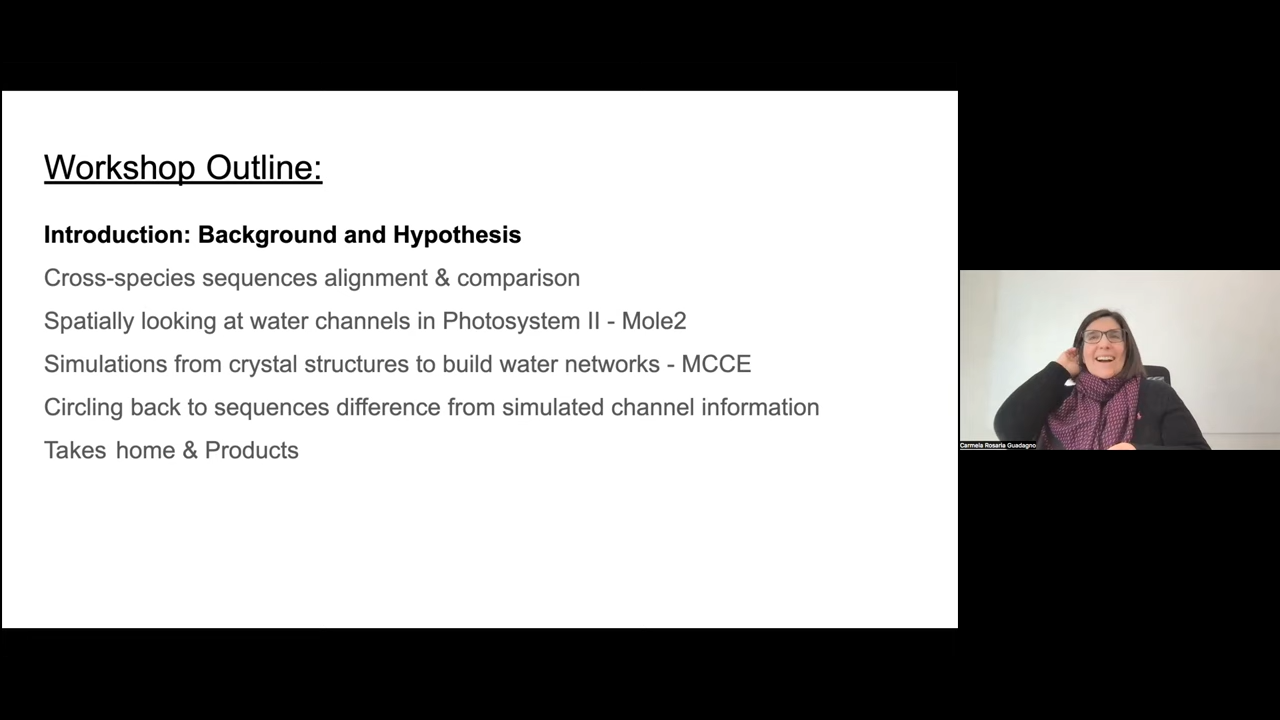 Workshop Outline:
Introduction: Background and Hypothesis
Cross-species sequences alignment & comparison
Spatially looking at water channels in Photosystem II - Mole2
Simulations from crystal structures to build water networks - MCCE
Circling back to sequences difference from simulated channel information
Takes home & Products
Carmela Rosaria Guadagno